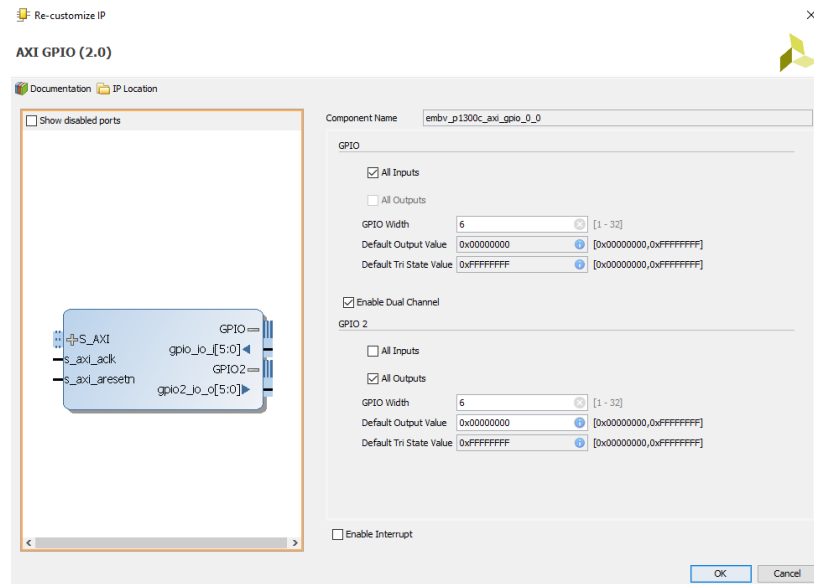 Re-customize IP
AXI GPIO (2.0)
Documentation IP Location
Show disabled ports
S_AXI
s_axi_aclk
s_axi_aresetn
GPIO
gpio_io_i[5:0]
GPIO2
gpio2_io_o[5:0]
Component Name embv_p1300c_axi_gpio_0_0
GPIO
All Inputs
All Outputs
GPIO Width 6 [1 - 32]
Default Output Value 0x00000000 [0x00000000,0xFFFFFFFF]
Default Tri State Value 0xFFFFFFFF [0x00000000,0xFFFFFFFF]
Enable Dual Channel
GPIO 2
All Inputs
All Outputs
GPIO Width 6 [1 - 32]
Default Output Value 0x00000000 [0x00000000,0xFFFFFFFF]
Default Tri State Value 0xFFFFFFFF [0x00000000,0xFFFFFFFF]
Enable Interrupt
OK Cancel